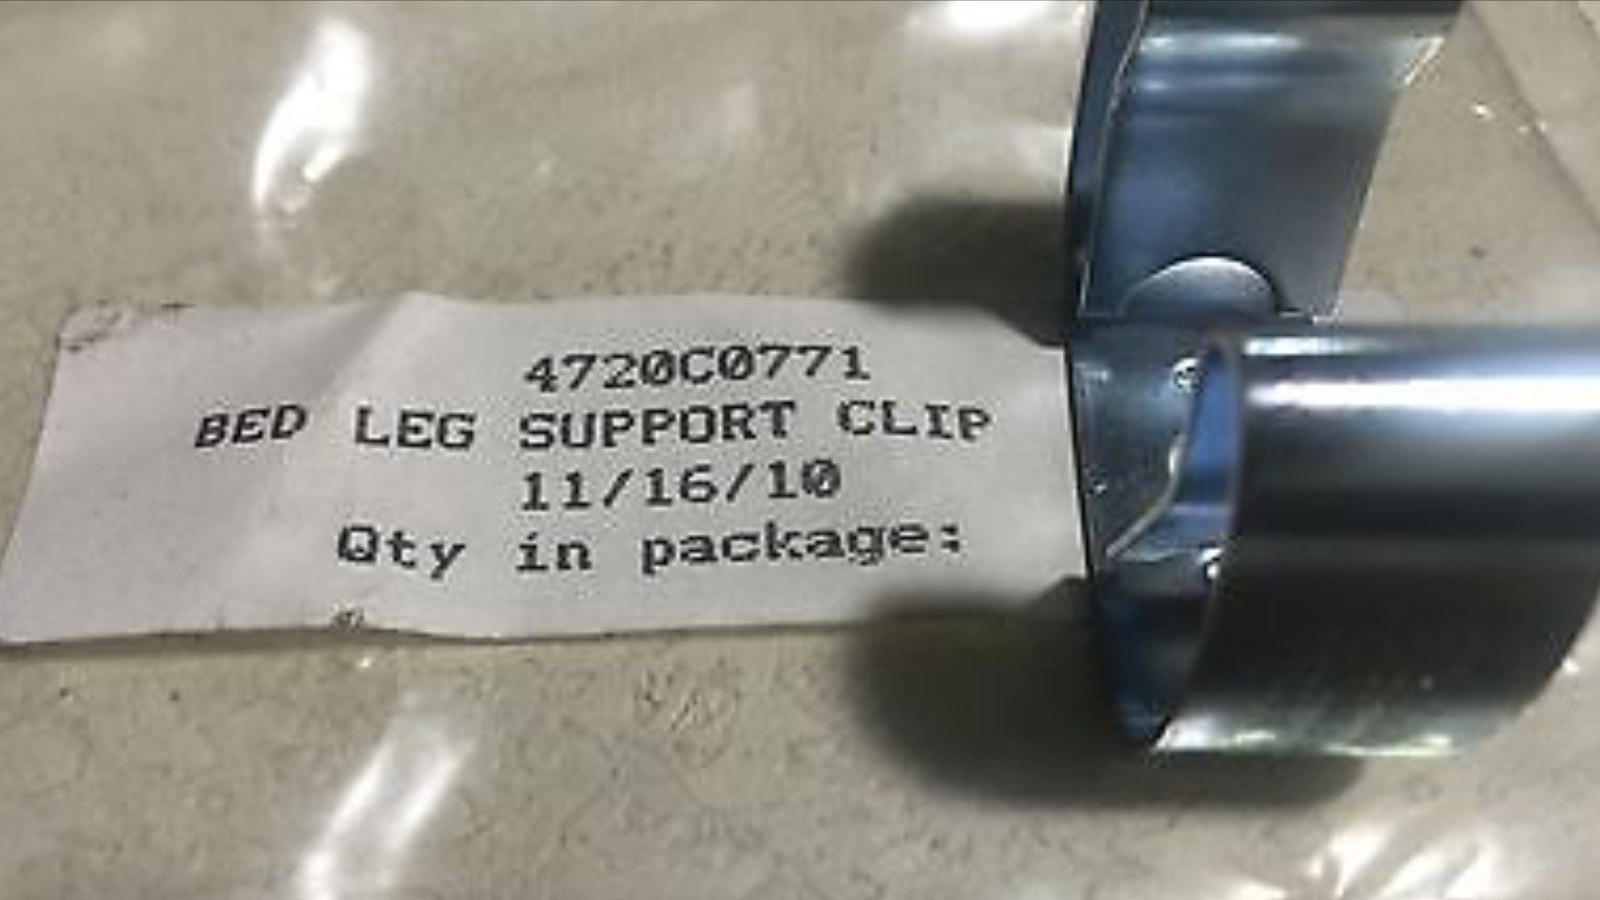 4720C0771
BED LEG SUPPORT CLIP
11/16/10
Qty in package: